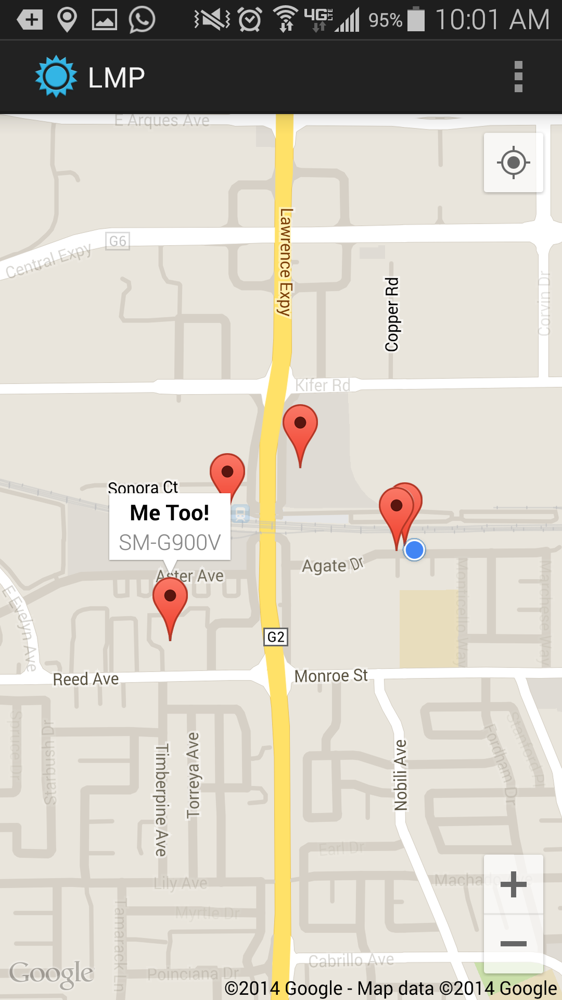 95% 10:01 AM
4G LTE
LMP
E Arques Ave
G6
Central Expy
Lawrence Expy
Copper Rd
Corvin Dr
Kifer Rd
Sonora Ct
Me Too!
SM-G900V
Agate Dr
Aster Ave
E Evelyn Ave
Monticello Way
Marchese Way
G2
Reed Ave
Monroe St
Spruce Dr
Starbush Dr
Timberpine Ave
Torreya Ave
Nobili Ave
Fordham Dr
Stanford Pl
Earl Dr
Lily Ave
Machado Ave
Myrtle Dr
Tamarack Ln
Cabrillo Ave
Poinciana Dr
Google
©2014 Google - Map data ©2014 Google